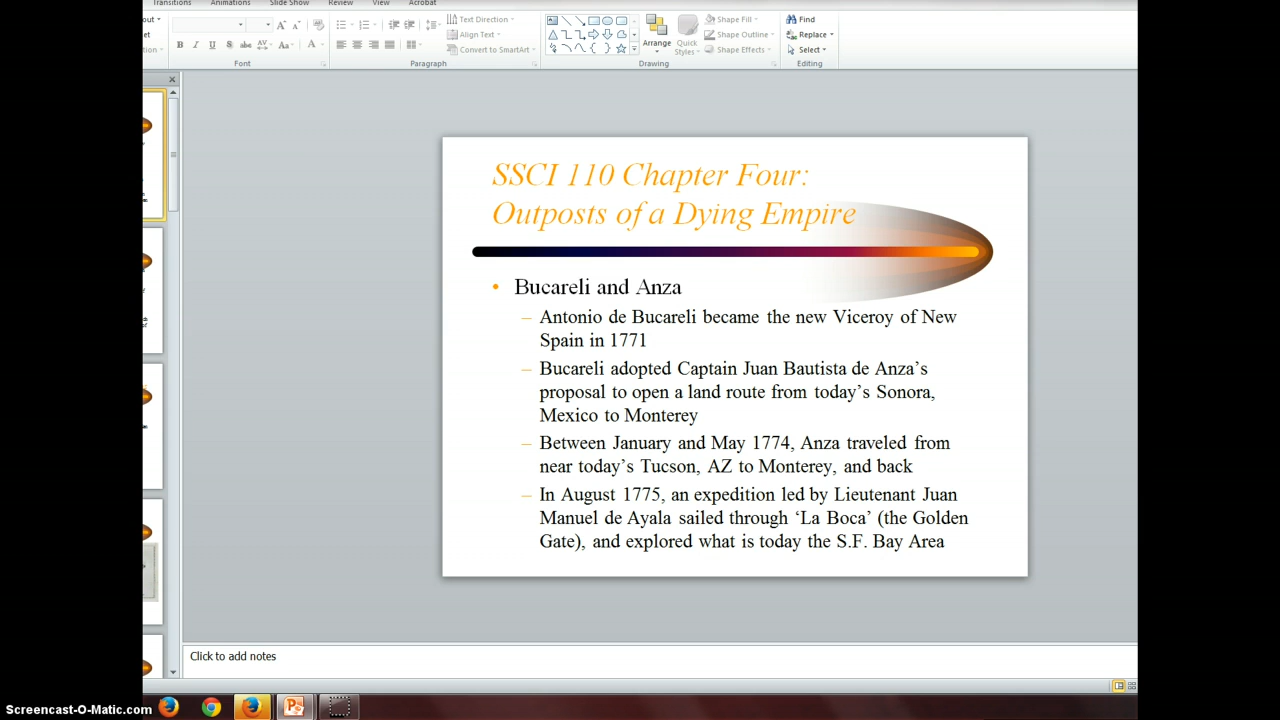 Transitions Animations Slide Show Review View Acrobat
Text Direction
Align Text
Convert to SmartArt
Arrange
Quick
Styles
Shape Fill
Shape Outline
Shape Effects
Find
Replace
Select
Font Paragraph Drawing Editing
SSCI 110 Chapter Four:
Outposts of a Dying Empire
• Bucareli and Anza
– Antonio de Bucareli became the new Viceroy of New
Spain in 1771
– Bucareli adopted Captain Juan Bautista de Anza’s
proposal to open a land route from today’s Sonora,
Mexico to Monterey
– Between January and May 1774, Anza traveled from
near today’s Tucson, AZ to Monterey, and back
– In August 1775, an expedition led by Lieutenant Juan
Manuel de Ayala sailed through ‘La Boca’ (the Golden
Gate), and explored what is today the S.F. Bay Area
Click to add notes
Screencast-O-Matic.com